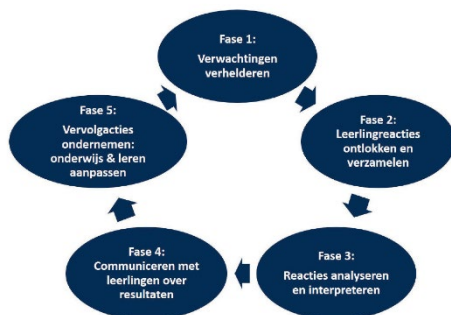 Fase 1:
Verwachtingen
verhelderen
Fase 2:
Leerlingreacties
ontlokken en
verzamelen
Fase 3:
Reacties analyseren
en interpreteren
Fase 4:
Communiceren met
leerlingen over
resultaten
Fase 5:
Vervolgacties
ondernemen:
onderwijs & leren
aanpassen